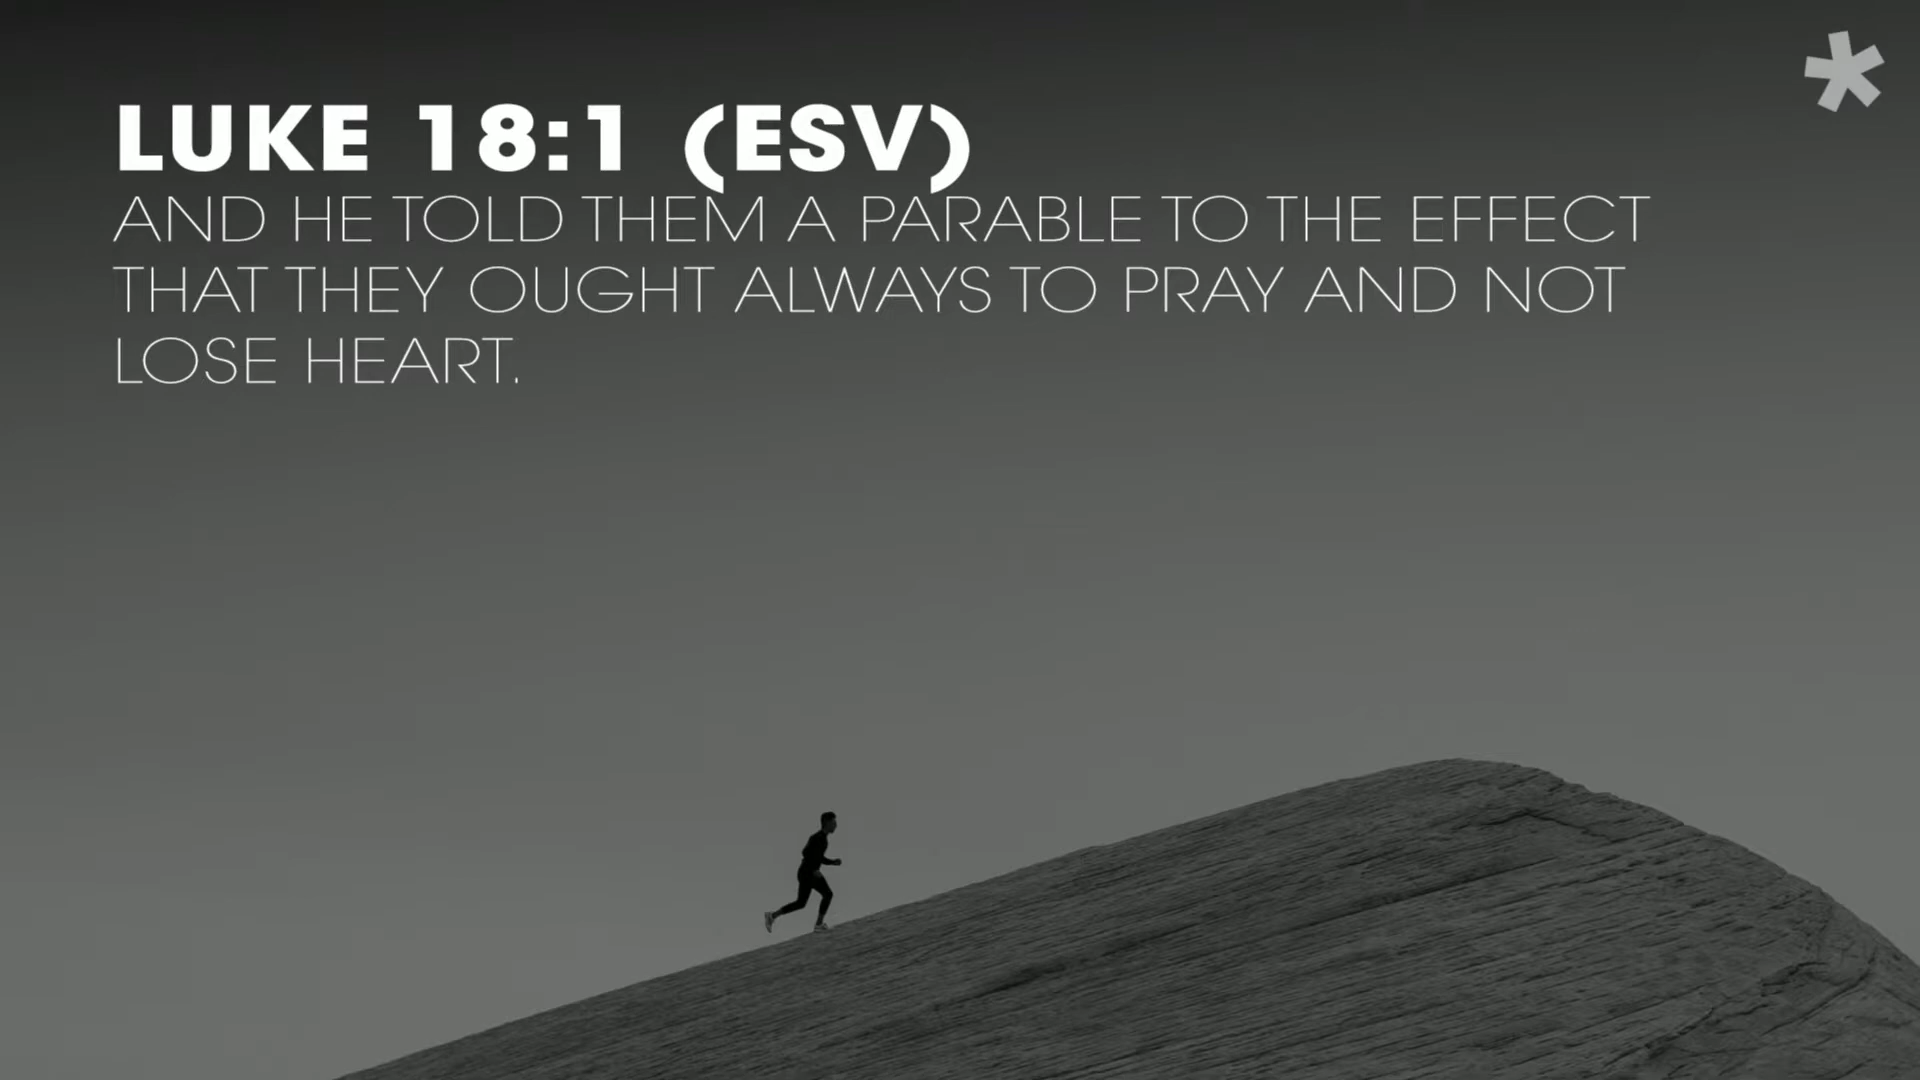 LUKE 18:1 (ESV)
AND HE TOLD THEM A PARABLE TO THE EFFECT
THAT THEY OUGHT ALWAYS TO PRAY AND NOT
LOSE HEART.